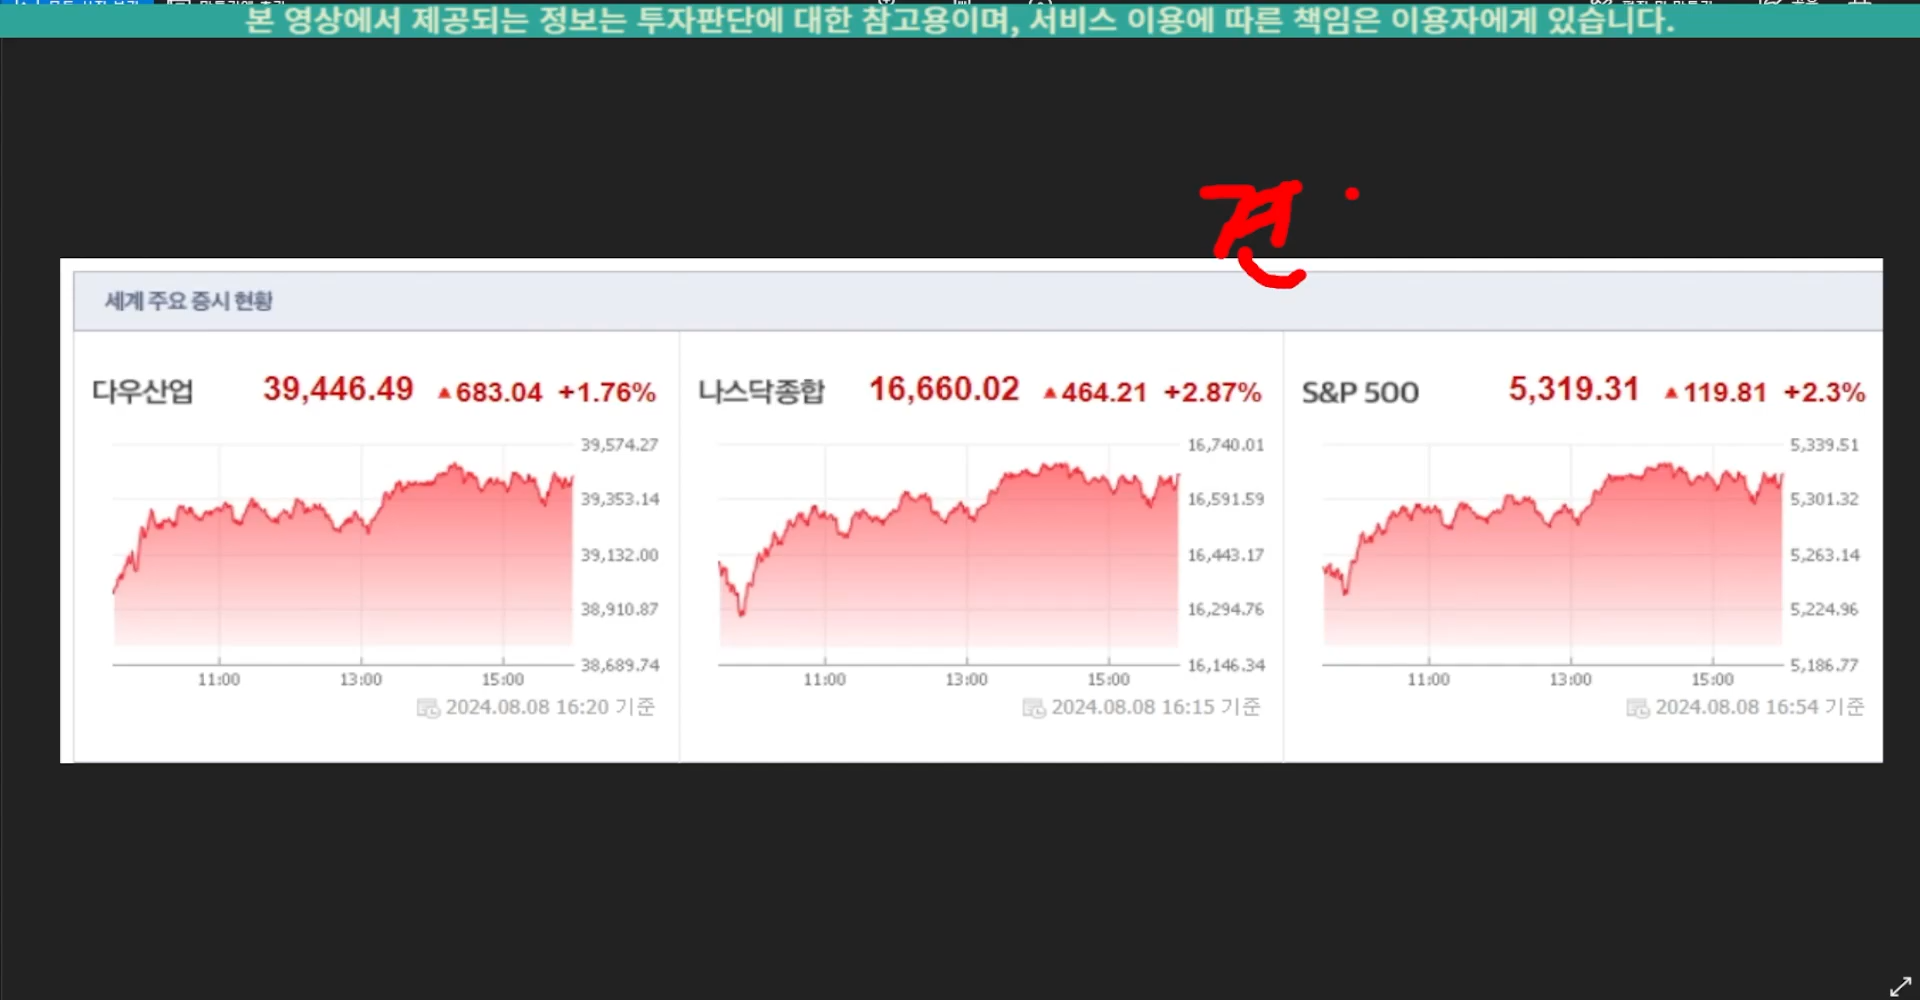 본 영상에서 제공되는 정보는 투자판단에 대한 참고용이며, 서비스 이용에 따른 책임은 이용자에게 있습니다.
견
세계 주요 증시 현황
다우산업 39,446.49 ▲683.04 +1.76%
39,574.27
39,353.14
39,132.00
38,910.87
38,689.74
11:00 13:00 15:00
2024.08.08 16:20 기준
나스닥종합 16,660.02 ▲464.21 +2.87%
16,740.01
16,591.59
16,443.17
16,294.76
16,146.34
11:00 13:00 15:00
2024.08.08 16:15 기준
S&P 500 5,319.31 ▲119.81 +2.3%
5,339.51
5,301.32
5,263.14
5,224.96
5,186.77
11:00 13:00 15:00
2024.08.08 16:54 기준